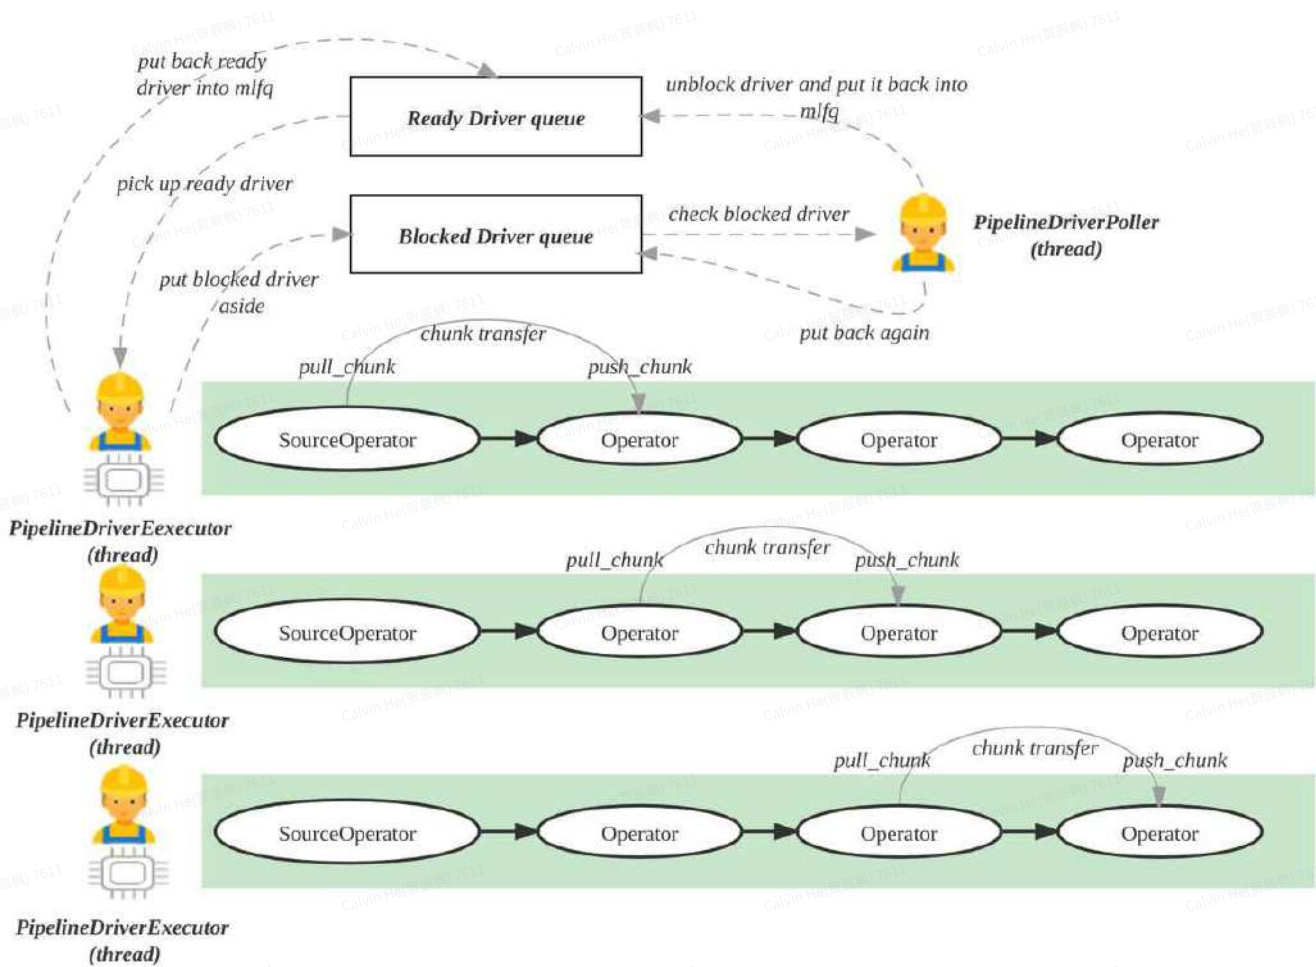 put back ready
driver into mlfq
unblock driver and put it back into
mlfq
Ready Driver queue
pick up ready driver
check blocked driver
PipelineDriverPoller
(thread)
Blocked Driver queue
put blocked driver
aside
put back again
chunk transfer
pull_chunk
push_chunk
SourceOperator
Operator
Operator
Operator
PipelineDriverEexecutor
(thread)
chunk transfer
pull_chunk
push_chunk
SourceOperator
Operator
Operator
Operator
PipelineDriverExecutor
(thread)
chunk transfer
pull_chunk
push_chunk
SourceOperator
Operator
Operator
Operator
PipelineDriverExecutor
(thread)